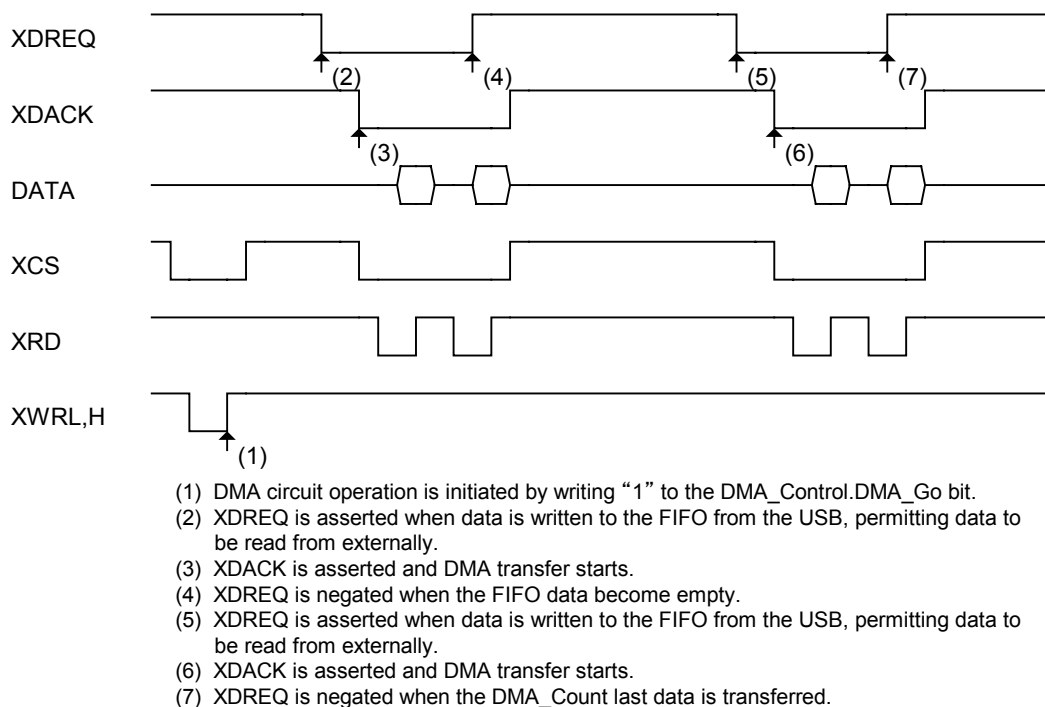 XDREQ
(2)
(4)
(5)
(7)
XDACK
(3)
(6)
DATA
XCS
XRD
XWRL,H
(1)
(1) DMA circuit operation is initiated by writing “1” to the DMA_Control.DMA_Go bit.
(2) XDREQ is asserted when data is written to the FIFO from the USB, permitting data to
be read from externally.
(3) XDACK is asserted and DMA transfer starts.
(4) XDREQ is negated when the FIFO data become empty.
(5) XDREQ is asserted when data is written to the FIFO from the USB, permitting data to
be read from externally.
(6) XDACK is asserted and DMA transfer starts.
(7) XDREQ is negated when the DMA_Count last data is transferred.